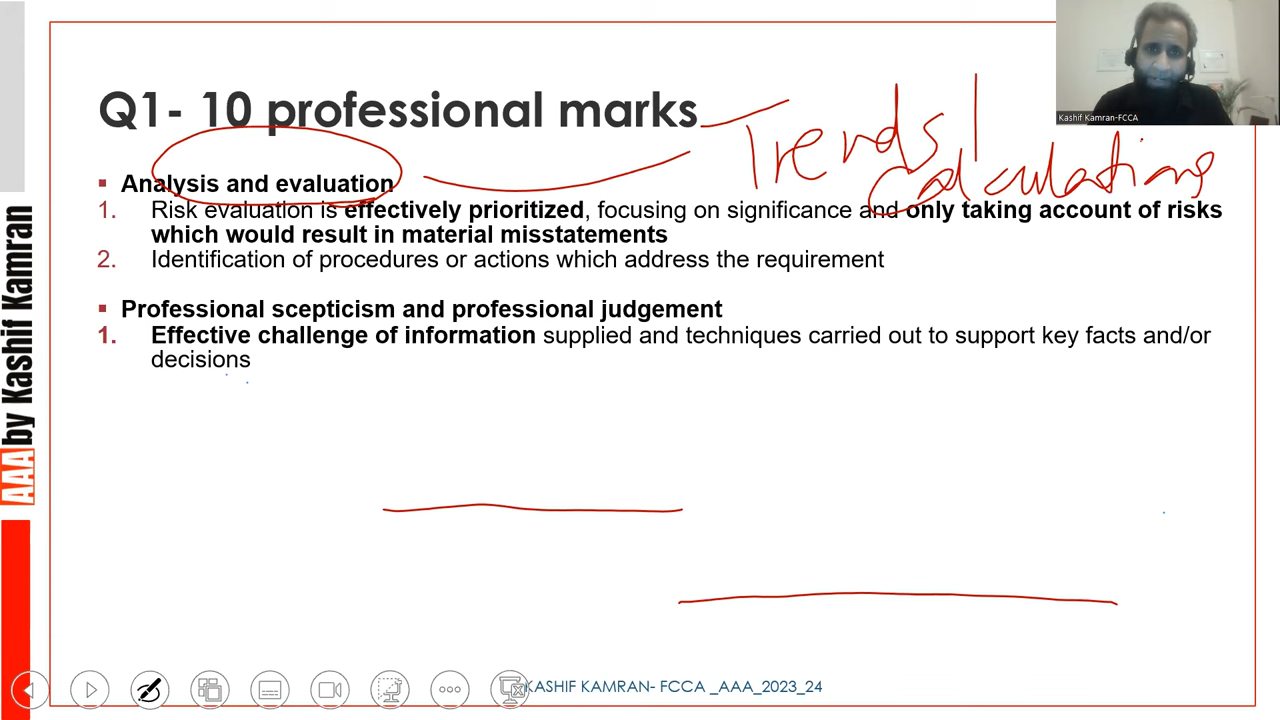 Q1- 10 professional marks
Trends |
Calculations
Kashif Kamran-FCCA
▪ Analysis and evaluation
1. Risk evaluation is effectively prioritized, focusing on significance and only taking account of risks
which would result in material misstatements
2. Identification of procedures or actions which address the requirement
▪ Professional scepticism and professional judgement
1. Effective challenge of information supplied and techniques carried out to support key facts and/or
decisions
AAA by Kashif Kamran
KASHIF KAMRAN- FCCA _AAA_2023_24